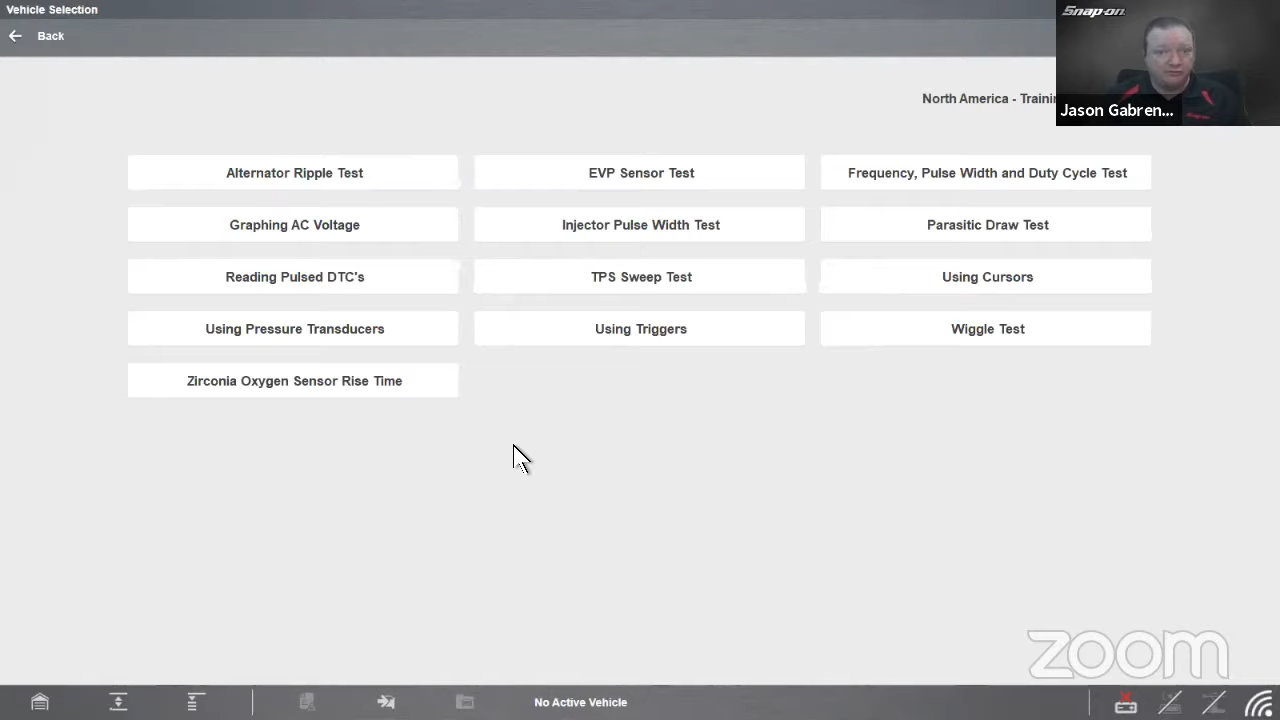 Vehicle Selection
Snap-on
Back
North America -
Jason Gabren...
Alternator Ripple Test
EVP Sensor Test
Frequency, Pulse Width and Duty Cycle Test
Graphing AC Voltage
Injector Pulse Width Test
Parasitic Draw Test
Reading Pulsed DTC's
TPS Sweep Test
Using Cursors
Using Pressure Transducers
Using Triggers
Wiggle Test
Zirconia Oxygen Sensor Rise Time
zoom
No Active Vehicle